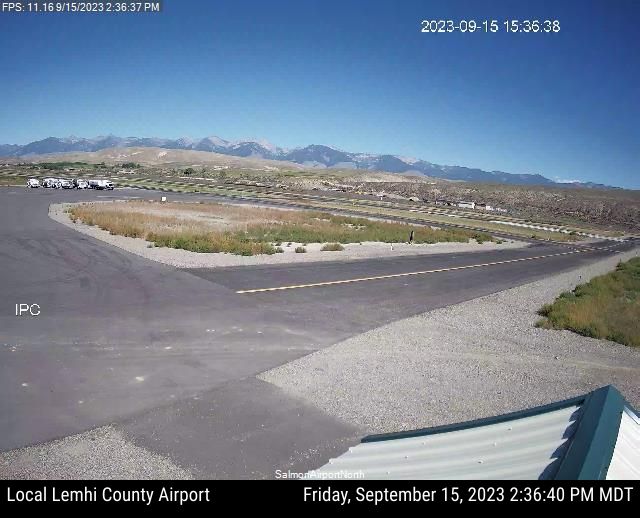 FPS: 11.16 9/15/2023 2:36:37 PM
2023-09-15 15:36:38
IPC
SalmonAirportNorth
Local Lemhi County Airport
Friday, September 15, 2023 2:36:40 PM MDT